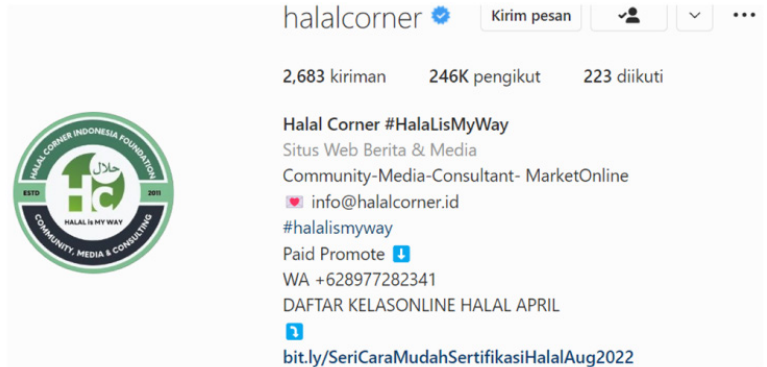 halalcorner
Kirim pesan
2,683 kiriman 246K pengikut 223 diikuti
Halal Corner #HalaLisMyWay
Situs Web Berita & Media
Community-Media-Consultant- MarketOnline
info@halalcorner.id
#halalismyway
Paid Promote
WA +628977282341
DAFTAR KELASONLINE HALAL APRIL
bit.ly/SeriCaraMudahSertifikasiHalalAug2022
HALAL CORNER INDONESIA FOUNDATION
حلال
HC
ESTD 2011
HALAL is MY WAY
COMMUNITY, MEDIA & CONSULTING